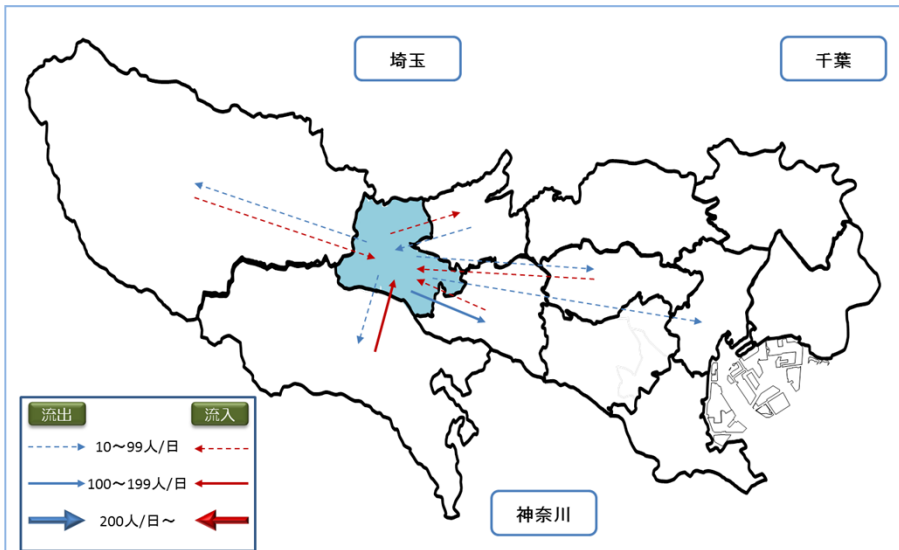 埼玉
千葉
流出
流入
10～99人/日
100～199人/日
200人/日～
神奈川